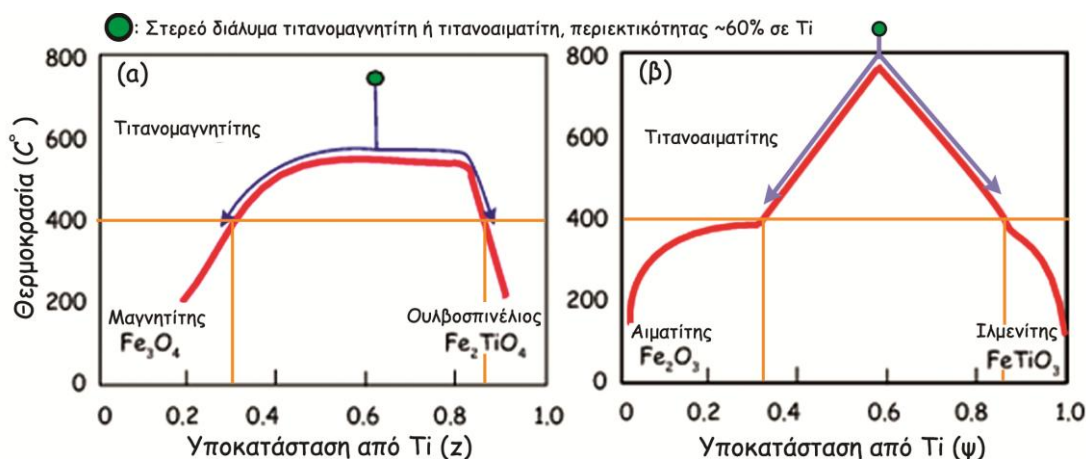 : Στερεό διάλυμα τιτανομαγνητίτη ή τιτανοαιματίτη, περιεκτικότητας ~60% σε Ti
Θερμοκρασία (C°)
800
600
400
200
0
(α)
Τιτανομαγνητίτης
Μαγνητίτης
Fe₃O₄
Ουλβοσπινέλιος
Fe₂TiO₄
0 0.2 0.4 0.6 0.8 1.0
Υποκατάσταση από Ti (z)
800
600
400
200
0
(β)
Τιτανοαιματίτης
Αιματίτης
Fe₂O₃
Ιλμενίτης
FeTiO₃
0 0.2 0.4 0.6 0.8 1.0
Υποκατάσταση από Ti (ψ)